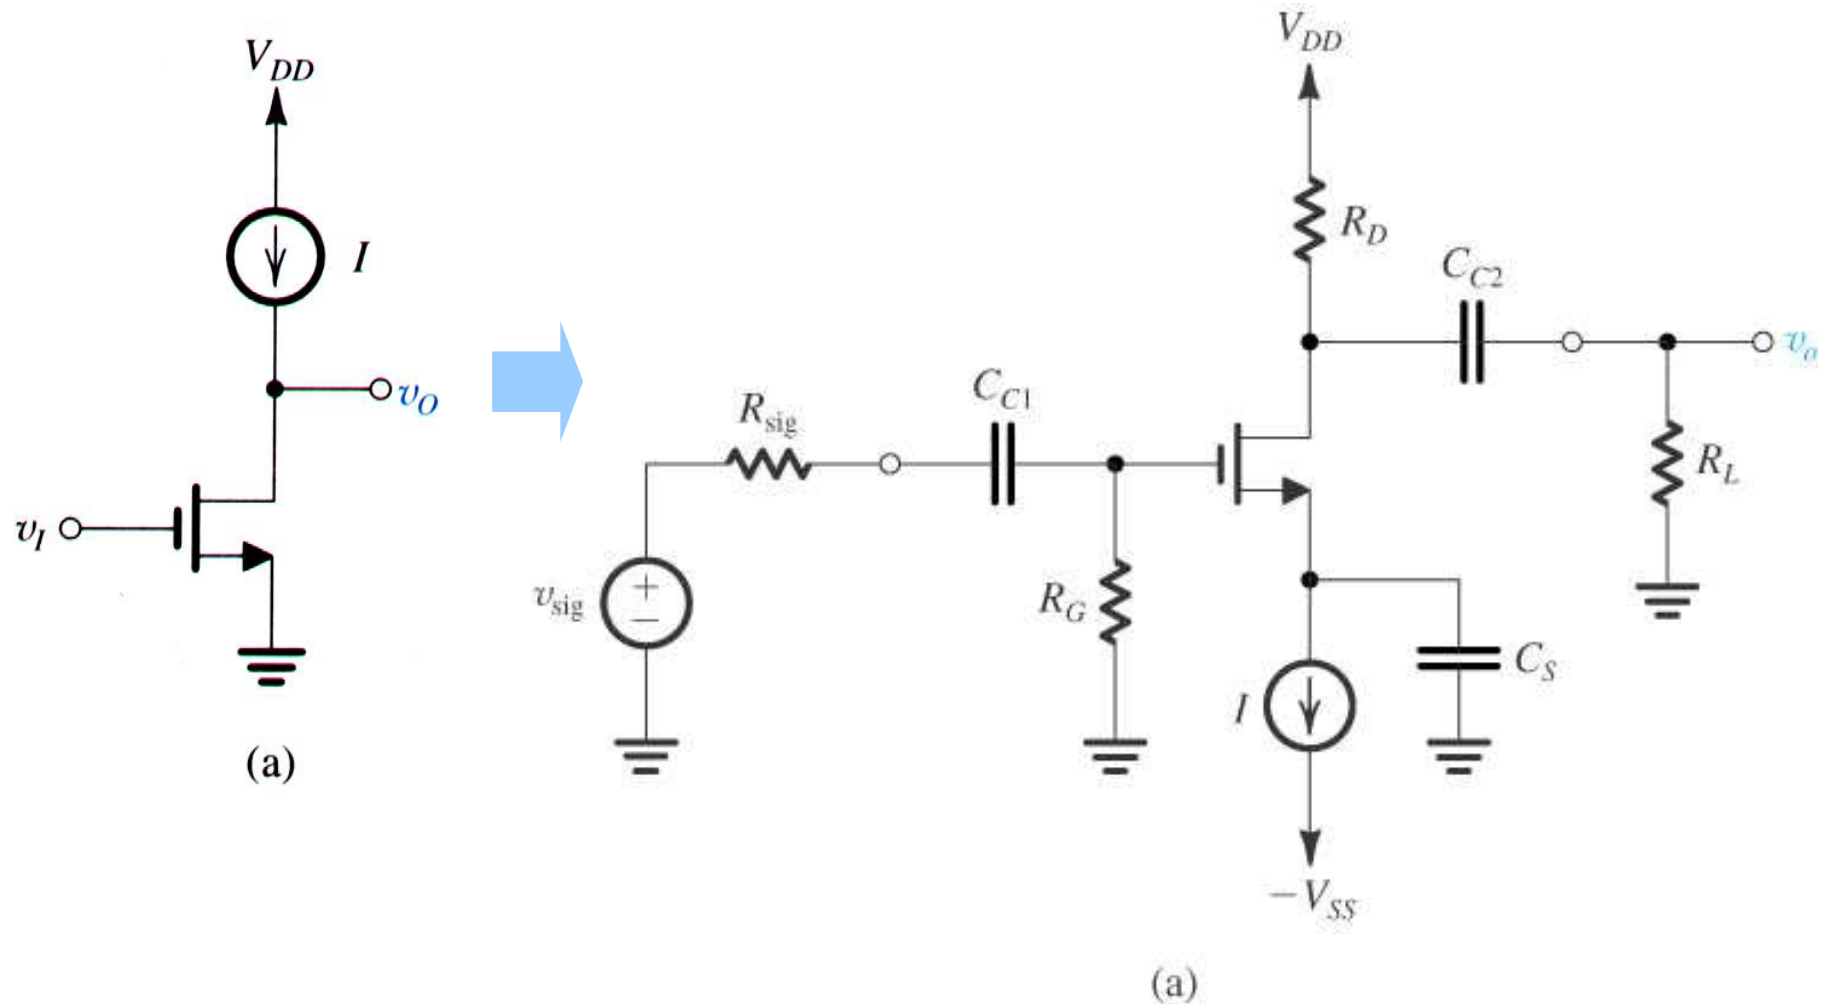 V_DD
I
v_O
v_I
(a)
V_DD
R_D
C_C2
v_o
C_C1
R_sig
R_L
v_sig
+
−
R_G
C_S
I
−V_SS
(a)